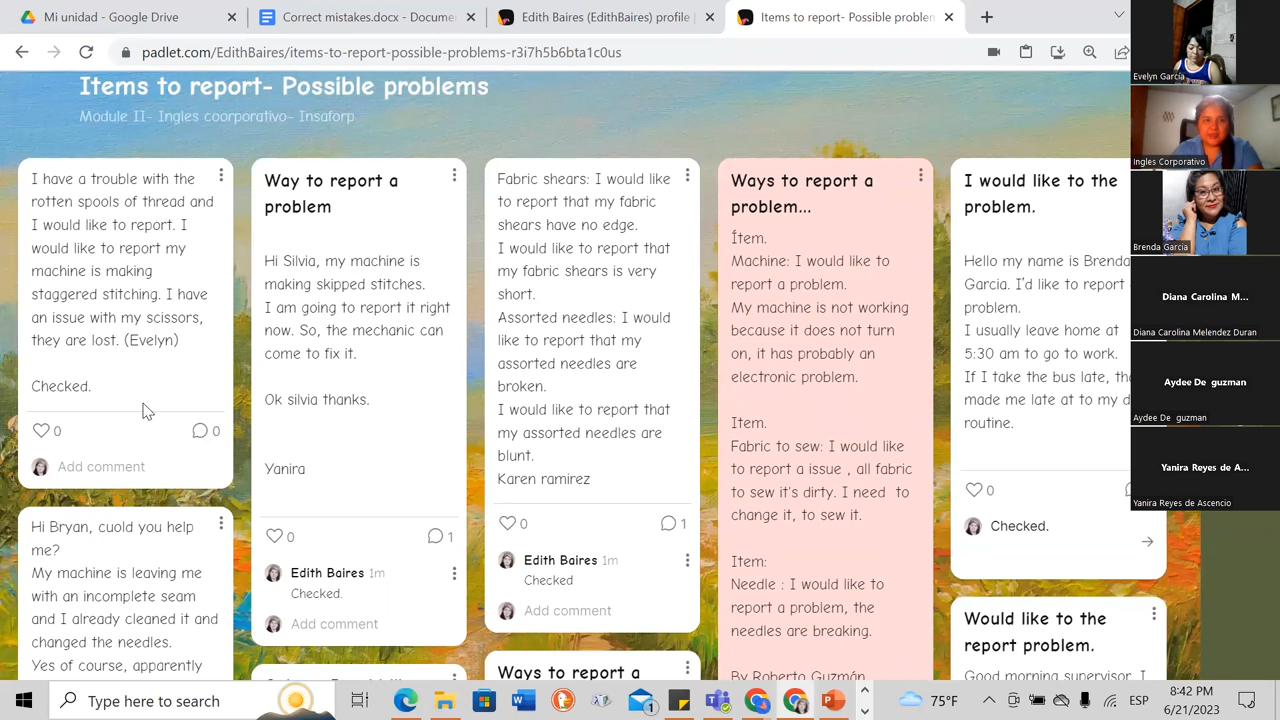 Mi unidad - Google Drive
Correct mistakes.docx - Docume
Edith Baires (EdithBaires) profile
Items to report- Possible problem
padlet.com/EdithBaires/items-to-report-possible-problems-r3i7h5b6bta1c0us
Items to report- Possible problems
Module II- Ingles coorporativo- Insaforp
I have a trouble with the
rotten spools of thread and
I would like to report. I
would like to report my
machine is making
staggered stitching. I have
an issue with my scissors,
they are lost. (Evelyn)
Checked.
0
0
Add comment
Hi Bryan, cuold you help
me?
My machine is leaving me
with an incomplete seam
and I already cleaned it and
changed the needles.
Yes of course, apparently
Way to report a
problem
Hi Silvia, my machine is
making skipped stitches.
I am going to report it right
now. So, the mechanic can
come to fix it.
Ok silvia thanks.
Yanira
0
1
Edith Baires 1m
Checked.
Add comment
Fabric shears: I would like
to report that my fabric
shears have no edge.
I would like to report that
my fabric shears is very
short.
Assorted needles: I would
like to report that my
assorted needles are
broken.
I would like to report that
my assorted needles are
blunt.
Karen ramirez
0
1
Edith Baires 1m
Checked
Add comment
Ways to report a
Ways to report a
problem...
Ítem.
Machine: I would like to
report a problem.
My machine is not working
because it does not turn
on, it has probably an
electronic problem.
Item.
Fabric to sew: I would like
to report a issue , all fabric
to sew it's dirty. I need to
change it, to sew it.
Item:
Needle : I would like to
report a problem, the
needles are breaking.
By Roberto Guzmán
I would like to the
problem.
Hello my name is Brenda
Garcia. I'd like to report
problem.
I usually leave home at
5:30 am to go to work.
If I take the bus late, th
made me late at to my d
routine.
0
Checked.
Would like to the
report problem.
Good morning supervisor, I
Evelyn García
Ingles Corporativo
Brenda Garcia
Diana Carolina M...
Diana Carolina Melendez Duran
Aydee De guzman
Aydee De guzman
Yanira Reyes de A...
Yanira Reyes de Ascencio
Type here to search
1
75°F
ESP
8:42 PM
6/21/2023